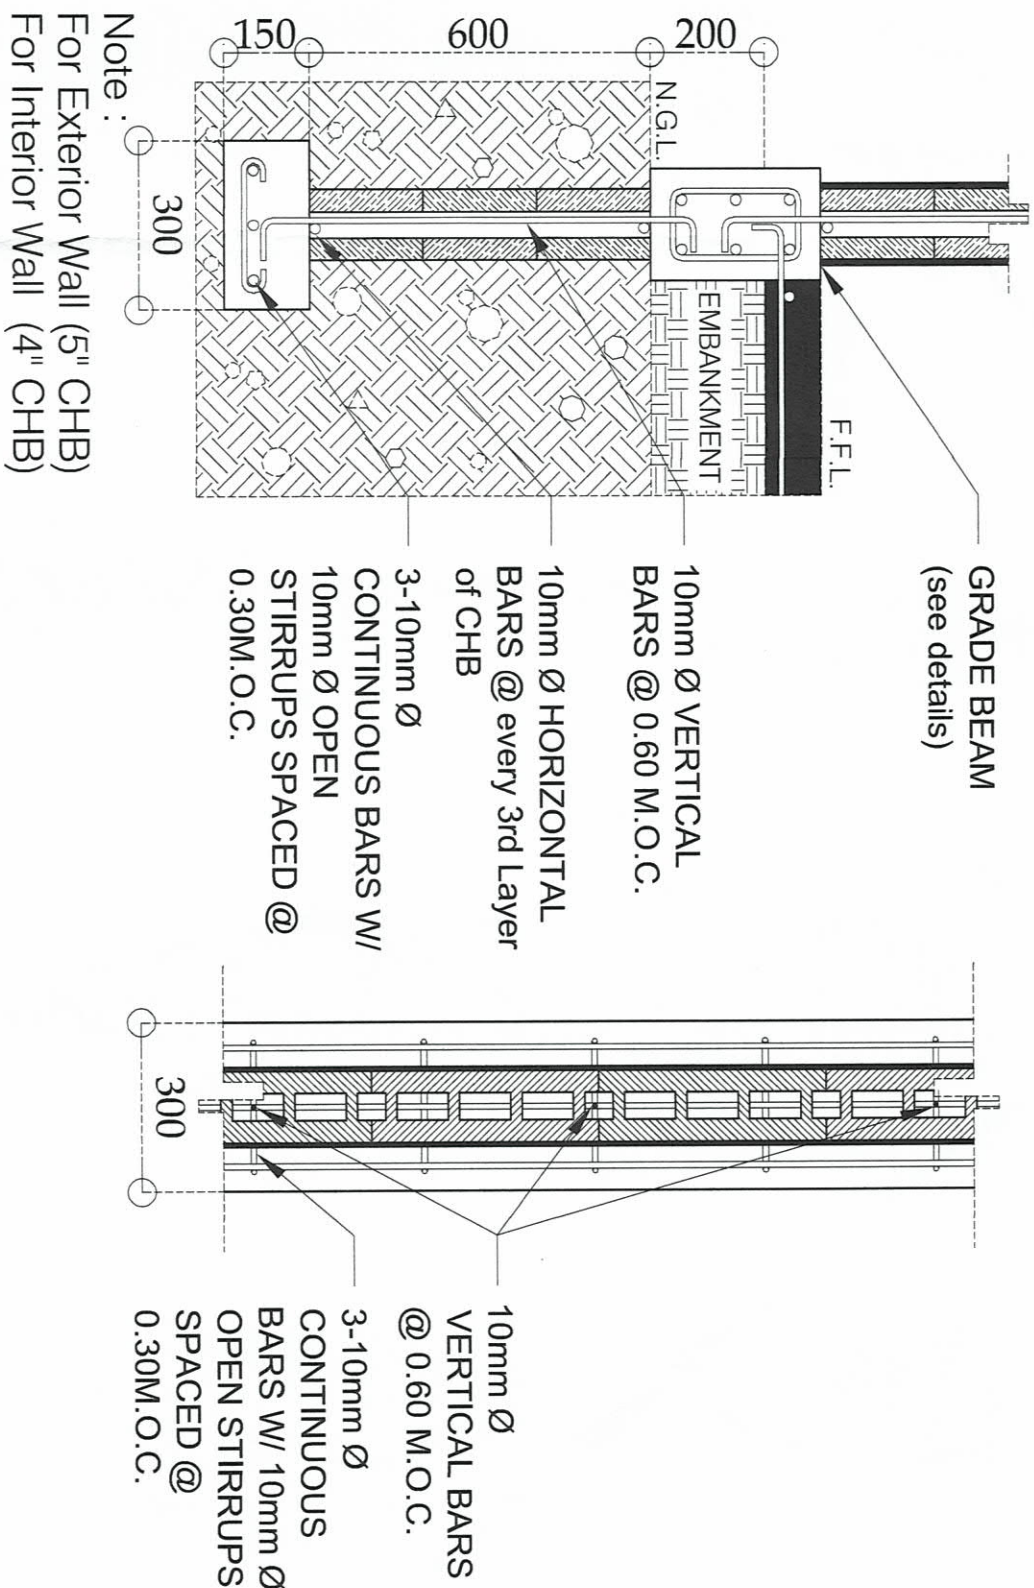 GRADE BEAM
(see details)
F.F.L.
N.G.L.
EMBANKMENT
200
600
150
300
10mm Ø VERTICAL
BARS @ 0.60 M.O.C.
10mm Ø HORIZONTAL
BARS @ every 3rd Layer
of CHB
3-10mm Ø
CONTINUOUS BARS W/
10mm Ø OPEN
STIRRUPS SPACED @
0.30M.O.C.
Note :
For Exterior Wall (5" CHB)
For Interior Wall (4" CHB)
300
10mm Ø
VERTICAL BARS
@ 0.60 M.O.C.
3-10mm Ø
CONTINUOUS
BARS W/ 10mm Ø
OPEN STIRRUPS
SPACED @
0.30M.O.C.